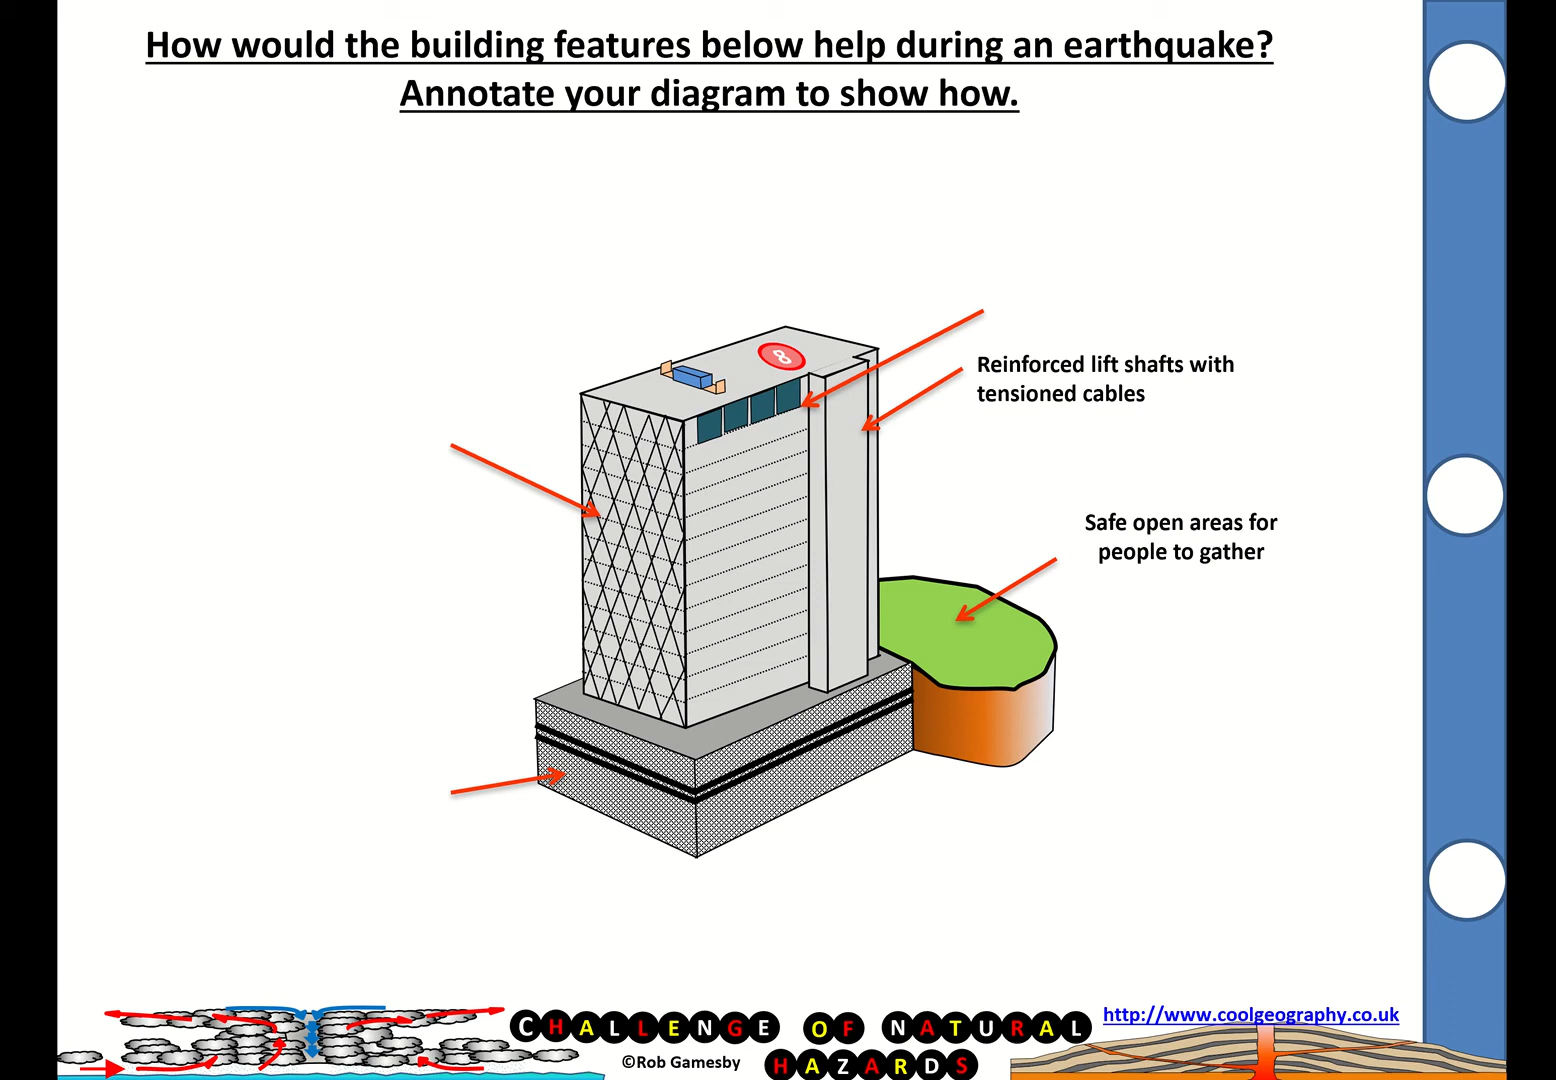 How would the building features below help during an earthquake?
Annotate your diagram to show how.
8
Reinforced lift shafts with
tensioned cables
Safe open areas for
people to gather
CHALLENGE OF NATURAL
HAZARDS
©Rob Gamesby
http://www.coolgeography.co.uk